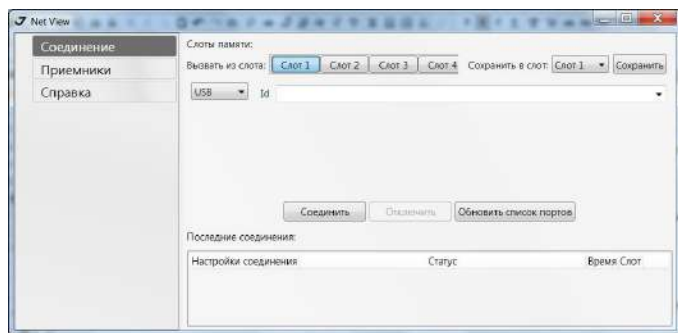 Net View
Соединение
Приемники
Справка
Слоты памяти:
Вызвать из слота: Слот 1 Слот 2 Слот 3 Слот 4 Сохранить в слот: Слот 1 Сохранить
USB Id
Соединить Отключить Обновить список портов
Последние соединения:
Настройки соединения Статус Время Слот